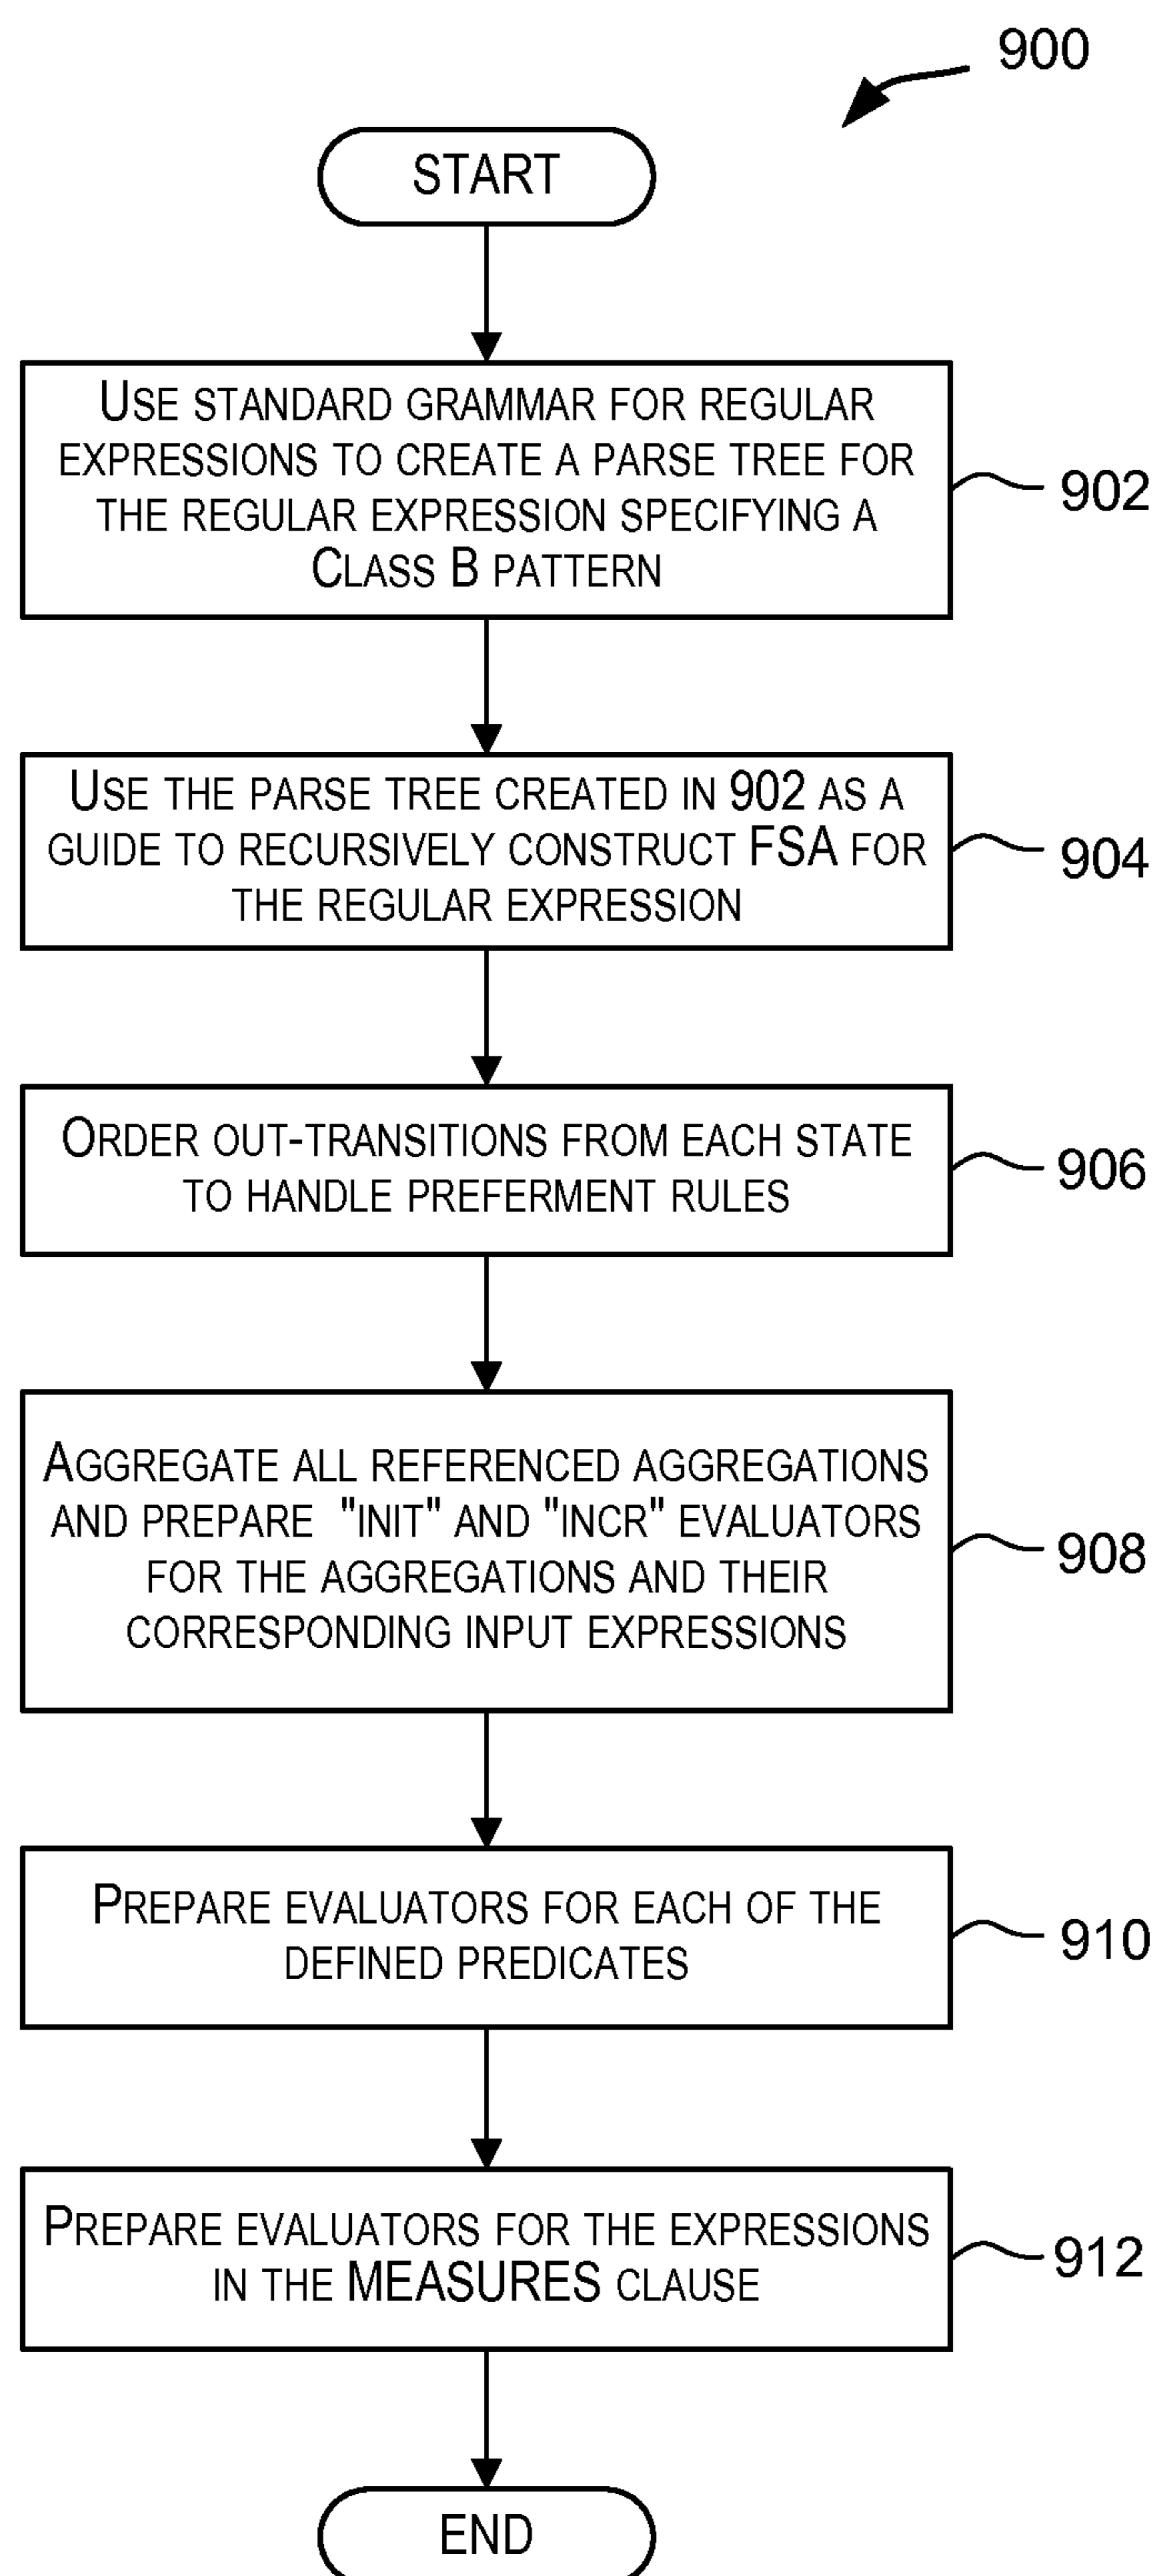 900
START
USE STANDARD GRAMMAR FOR REGULAR
EXPRESSIONS TO CREATE A PARSE TREE FOR
THE REGULAR EXPRESSION SPECIFYING A
CLASS B PATTERN
902
USE THE PARSE TREE CREATED IN 902 AS A
GUIDE TO RECURSIVELY CONSTRUCT FSA FOR
THE REGULAR EXPRESSION
904
ORDER OUT-TRANSITIONS FROM EACH STATE
TO HANDLE PREFERMENT RULES
906
AGGREGATE ALL REFERENCED AGGREGATIONS
AND PREPARE "INIT" AND "INCR" EVALUATORS
FOR THE AGGREGATIONS AND THEIR
CORRESPONDING INPUT EXPRESSIONS
908
PREPARE EVALUATORS FOR EACH OF THE
DEFINED PREDICATES
910
PREPARE EVALUATORS FOR THE EXPRESSIONS
IN THE MEASURES CLAUSE
912
END